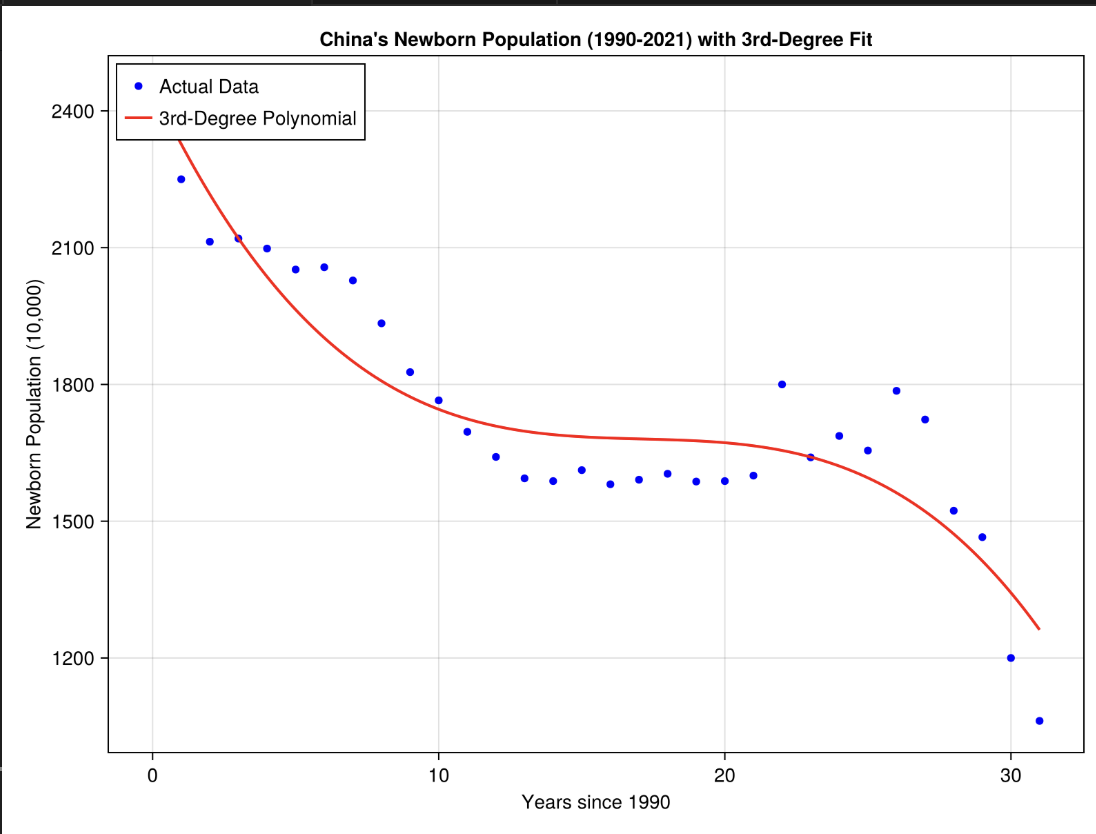 China's Newborn Population (1990-2021) with 3rd-Degree Fit
Actual Data
3rd-Degree Polynomial
2400
2100
1800
1500
1200
Newborn Population (10,000)
0
10
20
30
Years since 1990